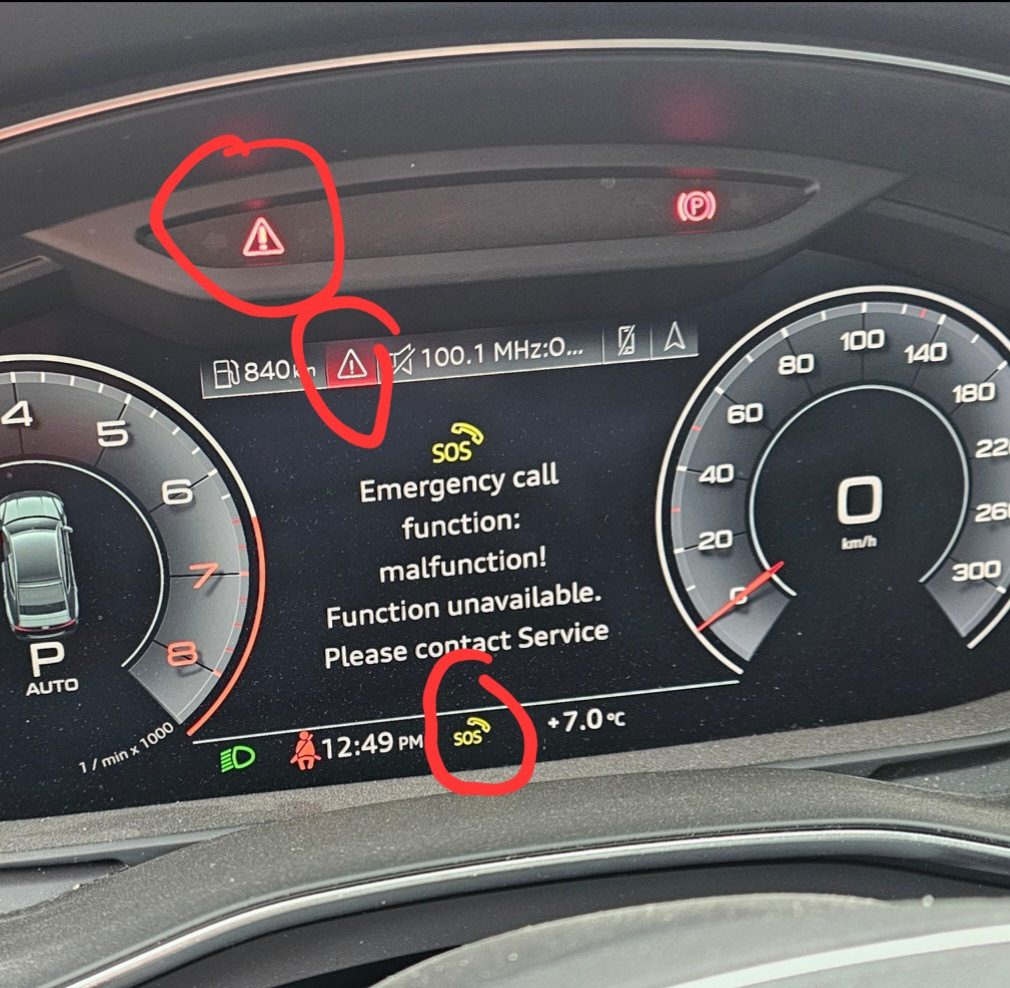 P
840 km
100.1 MHz:O...
4
5
6
7
8
P
AUTO
1 / min x 1000
SOS
Emergency call
function:
malfunction!
Function unavailable.
Please contact Service
0
20
40
60
80
100
140
180
300
0
km/h
12:49 PM
SOS
+7.0°C